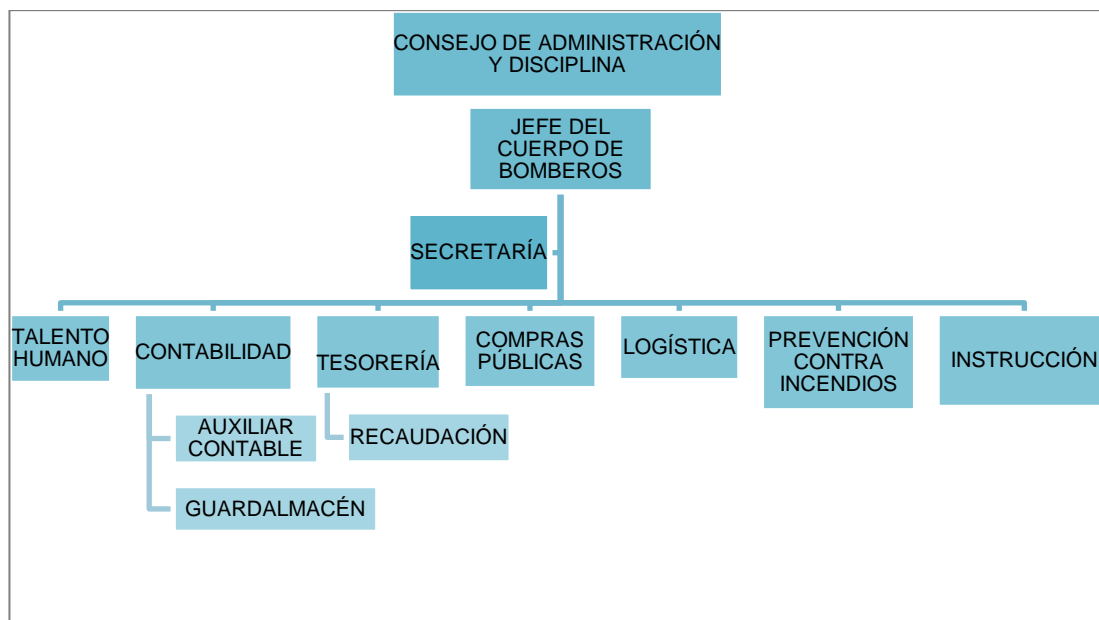 CONSEJO DE ADMINISTRACIÓN
Y DISCIPLINA
JEFE DEL
CUERPO DE
BOMBEROS
SECRETARÍA
TALENTO
HUMANO
CONTABILIDAD
TESORERÍA
COMPRAS
PÚBLICAS
LOGÍSTICA
PREVENCIÓN
CONTRA
INCENDIOS
INSTRUCCIÓN
AUXILIAR
CONTABLE
RECAUDACIÓN
GUARDALMACÉN